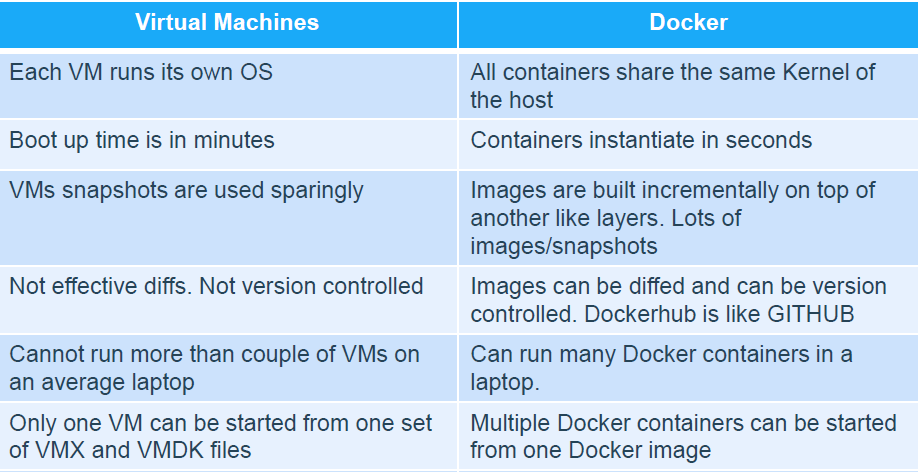 Virtual Machines
Docker
Each VM runs its own OS
All containers share the same Kernel of
the host
Boot up time is in minutes
Containers instantiate in seconds
VMs snapshots are used sparingly
Images are built incrementally on top of
another like layers. Lots of
images/snapshots
Not effective diffs. Not version controlled
Images can be diffed and can be version
controlled. Dockerhub is like GITHUB
Cannot run more than couple of VMs on
an average laptop
Can run many Docker containers in a
laptop.
Only one VM can be started from one set
of VMX and VMDK files
Multiple Docker containers can be started
from one Docker image